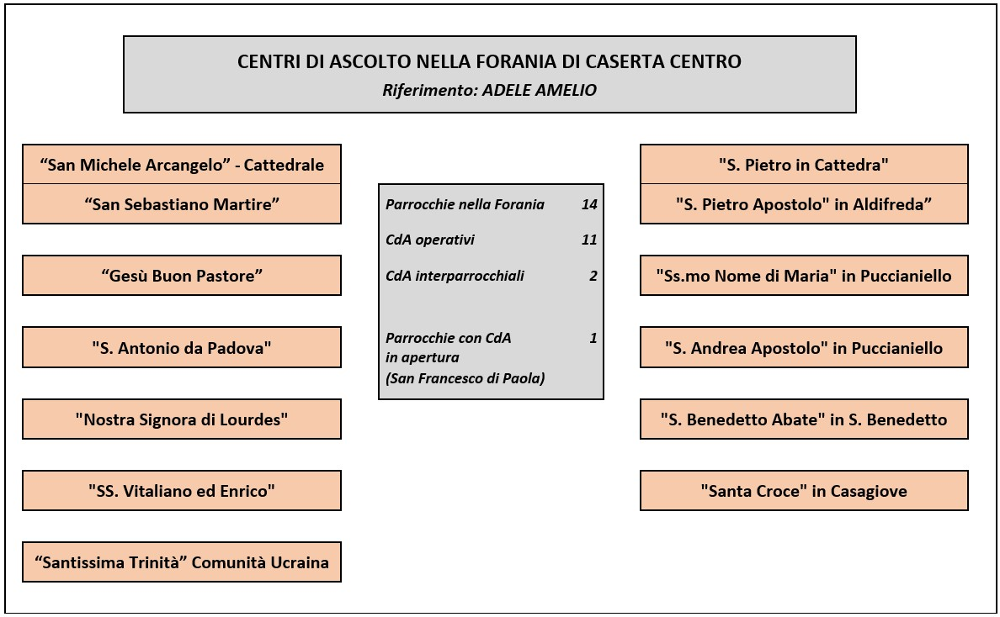 CENTRI DI ASCOLTO NELLA FORANIA DI CASERTA CENTRO
Riferimento: ADELE AMELIO
“San Michele Arcangelo” - Cattedrale
“San Sebastiano Martire”
“Gesù Buon Pastore”
"S. Antonio da Padova"
"Nostra Signora di Lourdes"
"SS. Vitaliano ed Enrico"
“Santissima Trinità” Comunità Ucraina
Parrocchie nella Forania 14
CdA operativi 11
CdA interparrocchiali 2
Parrocchie con CdA 1
in apertura
(San Francesco di Paola)
"S. Pietro in Cattedra"
"S. Pietro Apostolo" in Aldifreda”
"Ss.mo Nome di Maria" in Puccianiello
"S. Andrea Apostolo" in Puccianiello
"S. Benedetto Abate" in S. Benedetto
"Santa Croce" in Casagiove